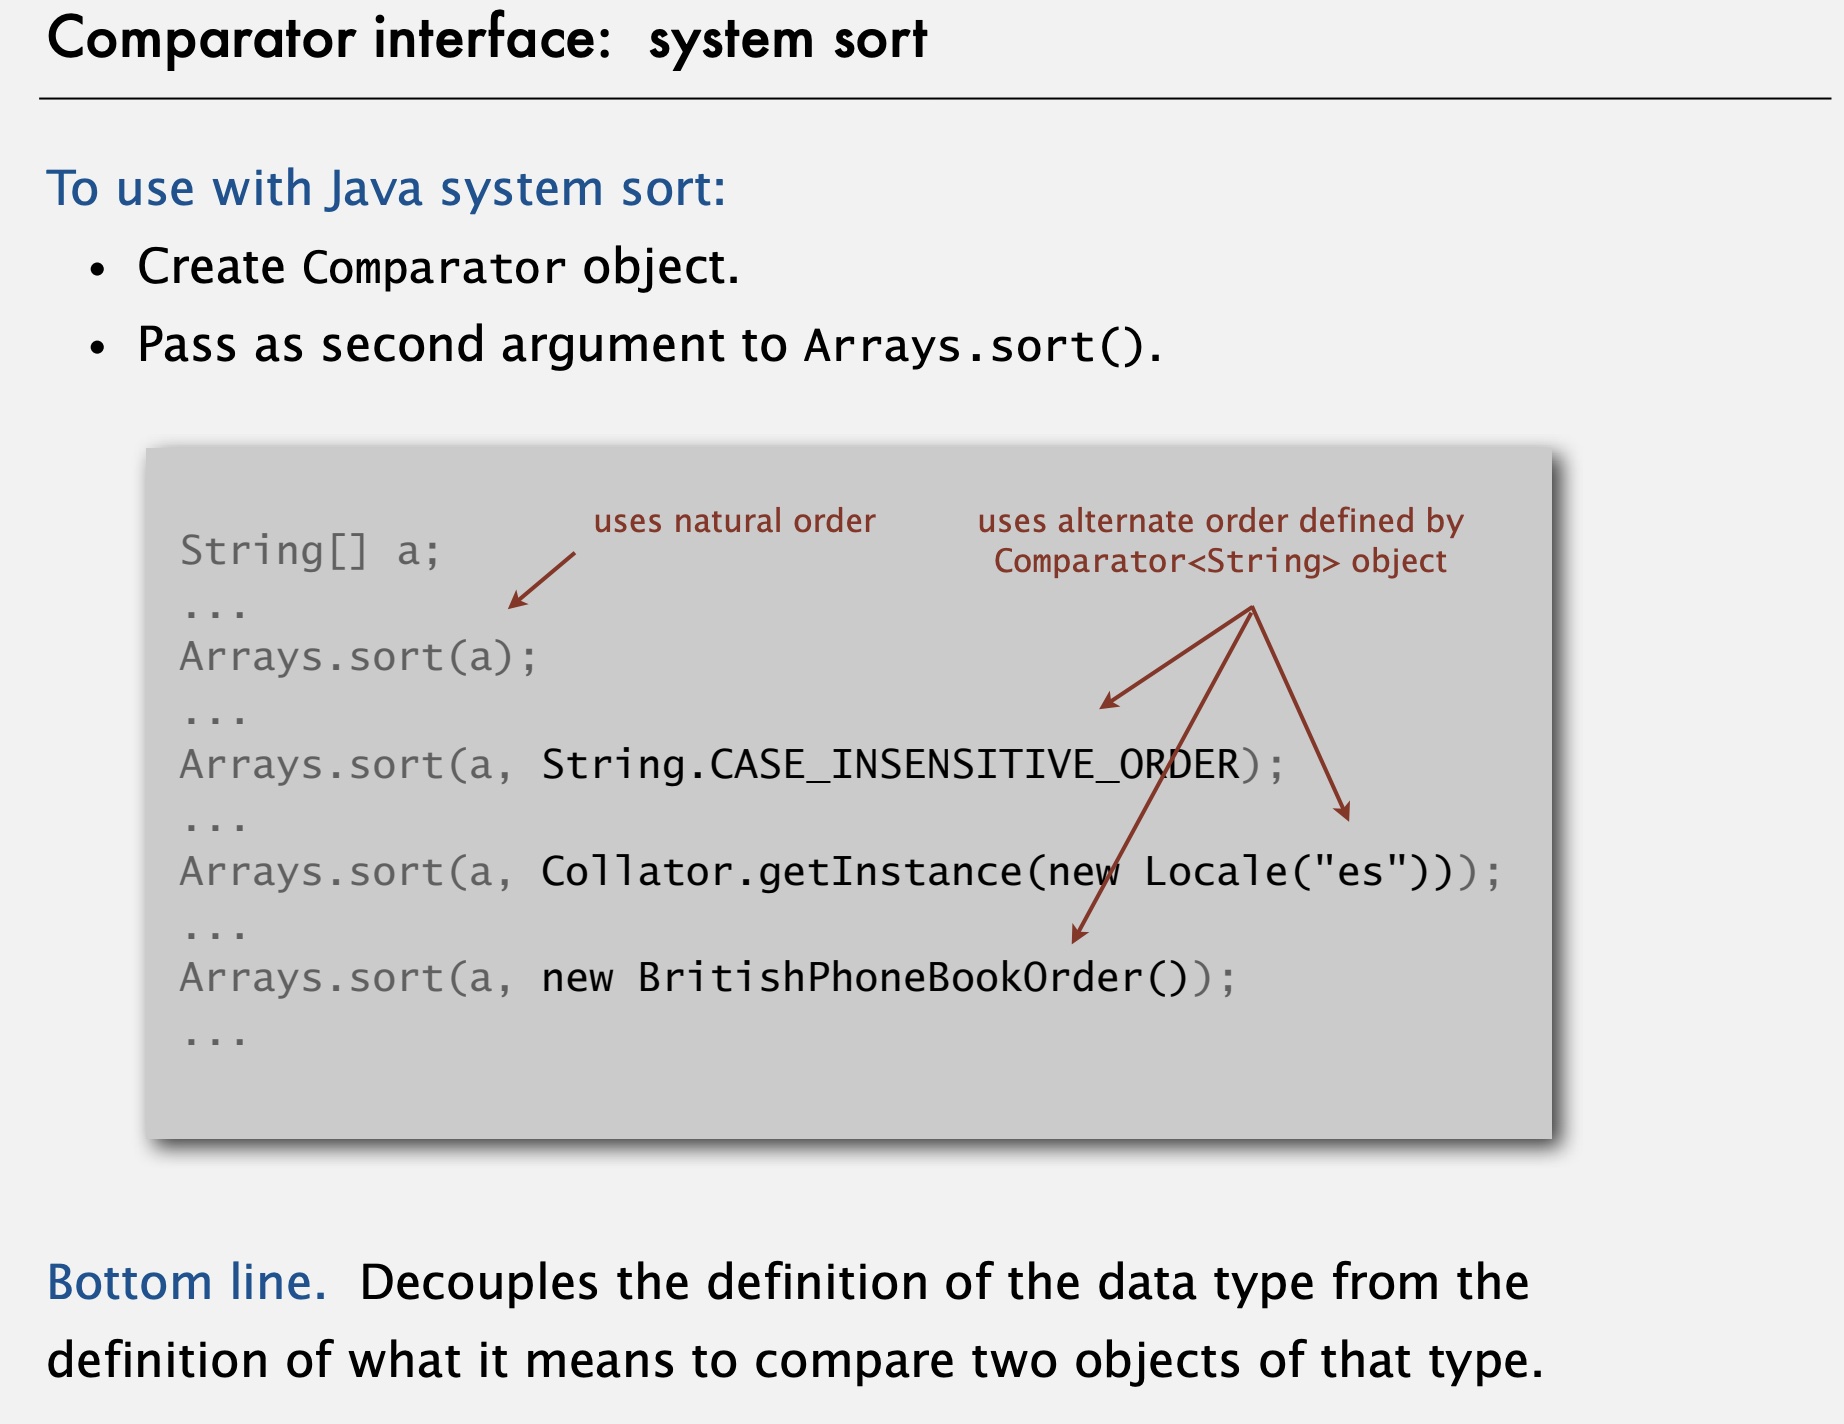 Comparator interface: system sort
To use with Java system sort:
• Create Comparator object.
• Pass as second argument to Arrays.sort().
uses natural order
uses alternate order defined by
Comparator<String> object
String[] a;
...
Arrays.sort(a);
...
Arrays.sort(a, String.CASE_INSENSITIVE_ORDER);
...
Arrays.sort(a, Collator.getInstance(new Locale("es")));
...
Arrays.sort(a, new BritishPhoneBookOrder());
...
Bottom line. Decouples the definition of the data type from the
definition of what it means to compare two objects of that type.